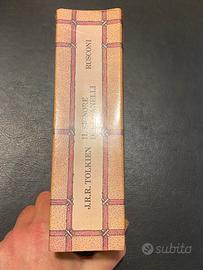 J.R.R. TOLKIEN
IL SIGNORE
DEGLI ANELLI
RUSCONI
subito